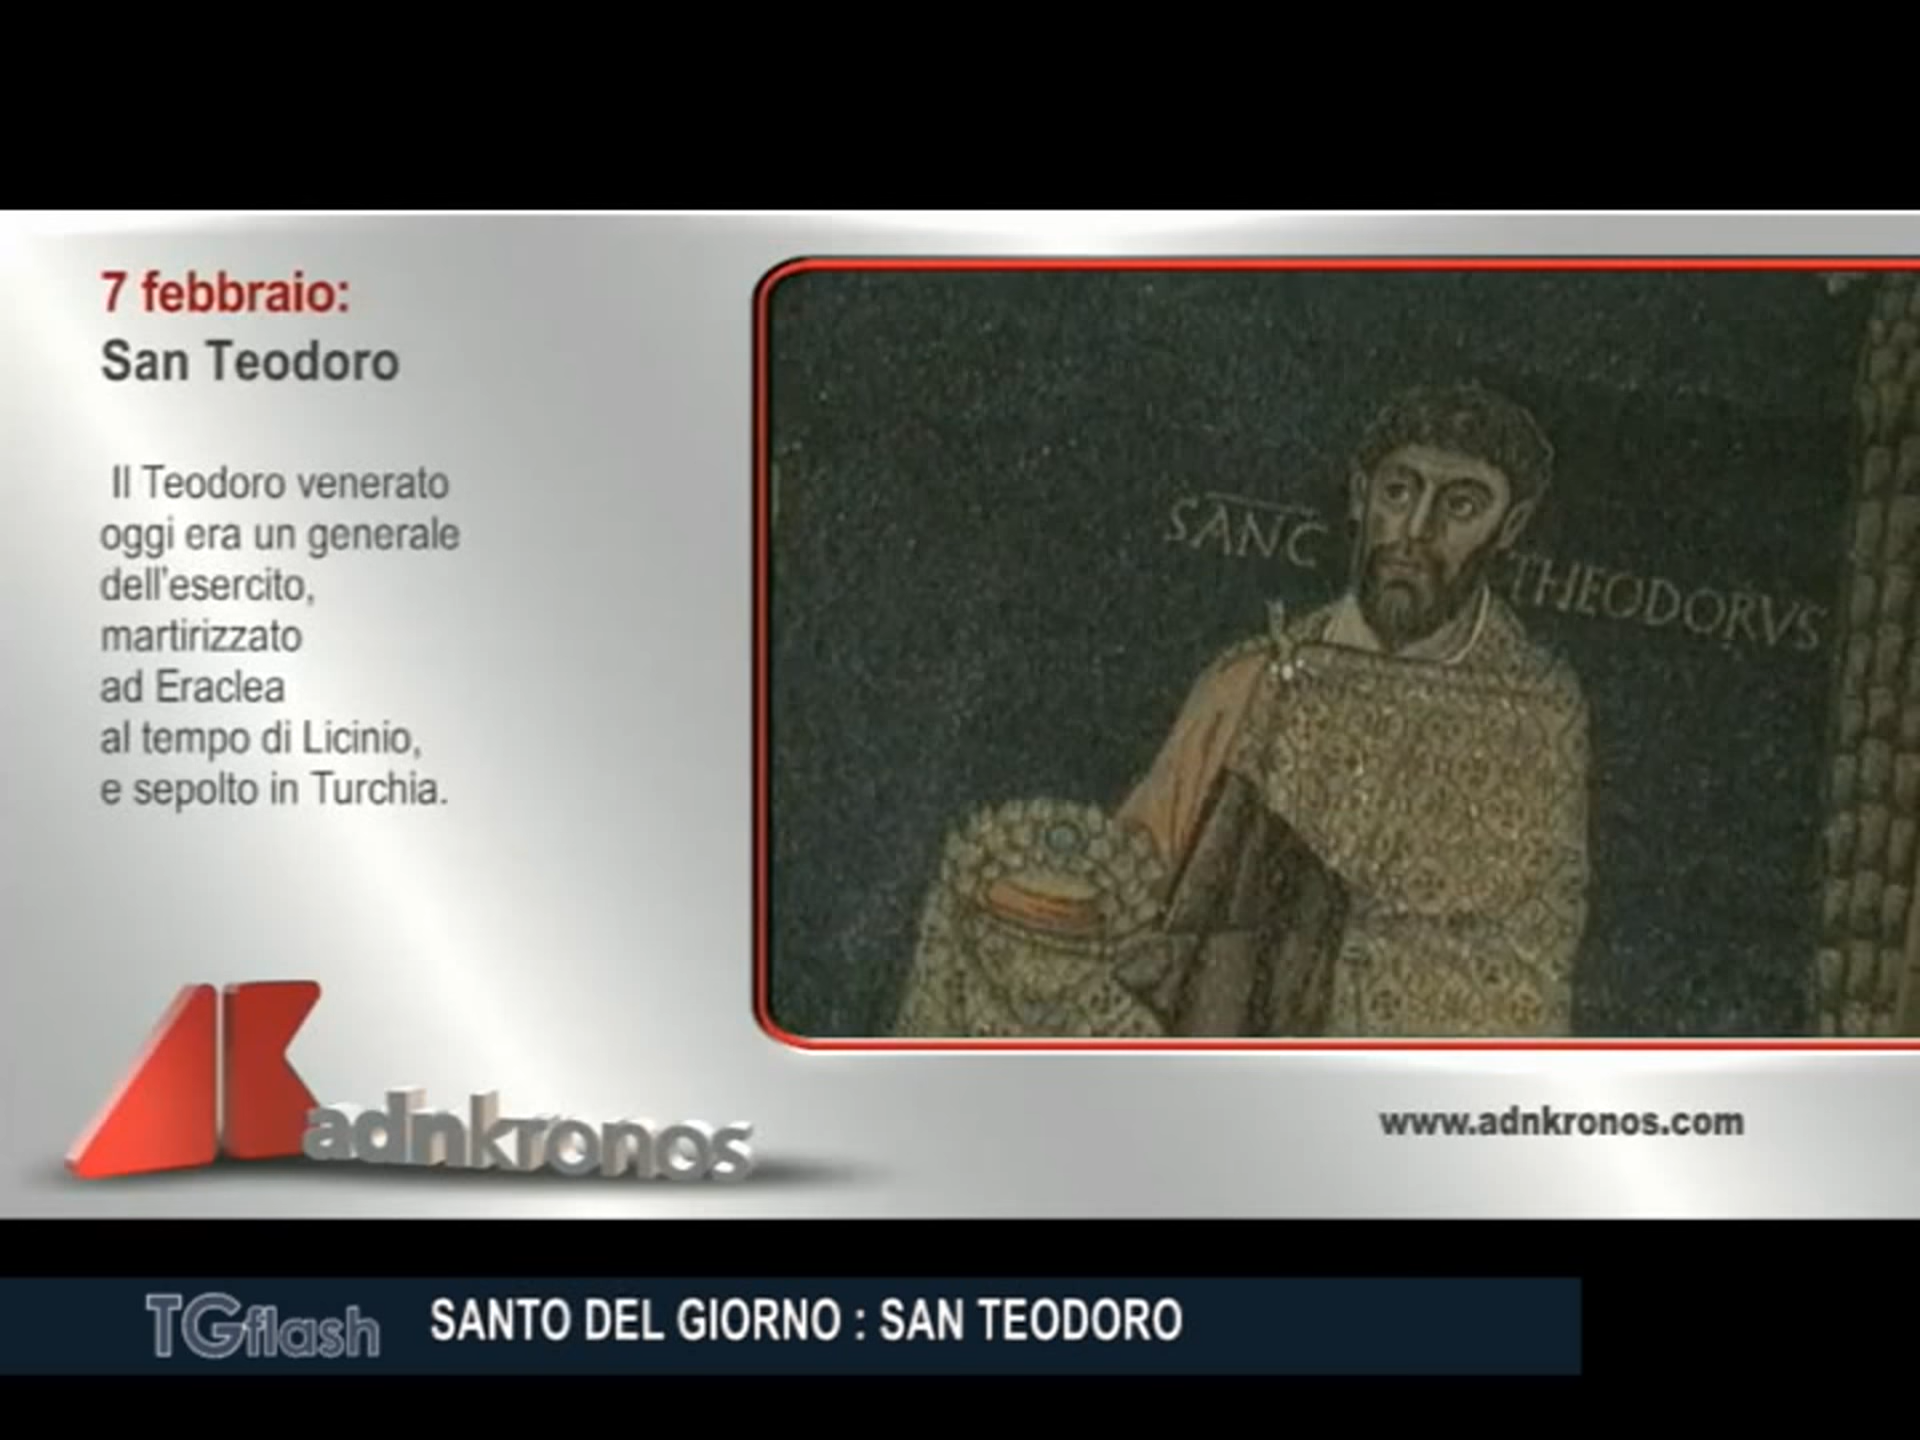 7 febbraio:
San Teodoro
Il Teodoro venerato
oggi era un generale
dell'esercito,
martirizzato
ad Eraclea
al tempo di Licinio,
e sepolto in Turchia.
SANC
THEODORVS
adnkronos
www.adnkronos.com
TGflash
SANTO DEL GIORNO : SAN TEODORO